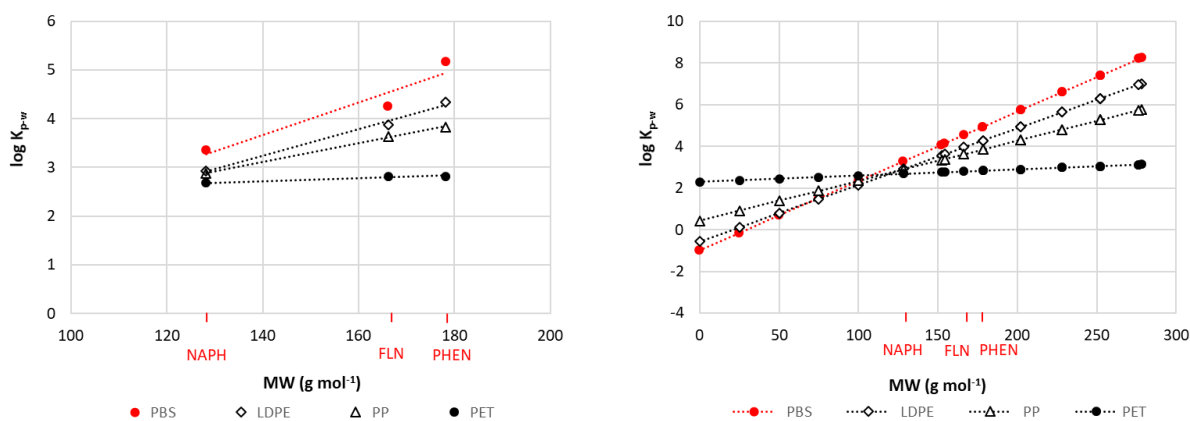 log Kp-w
6
5
4
3
2
1
0
100 120 140 160 180 200
NAPH FLN PHEN
MW (g mol-1)
PBS LDPE PP PET
log Kp-w
10
8
6
4
2
0
-2
-4
0 50 100 150 200 250 300
NAPH FLN PHEN
MW (g mol-1)
PBS LDPE PP PET